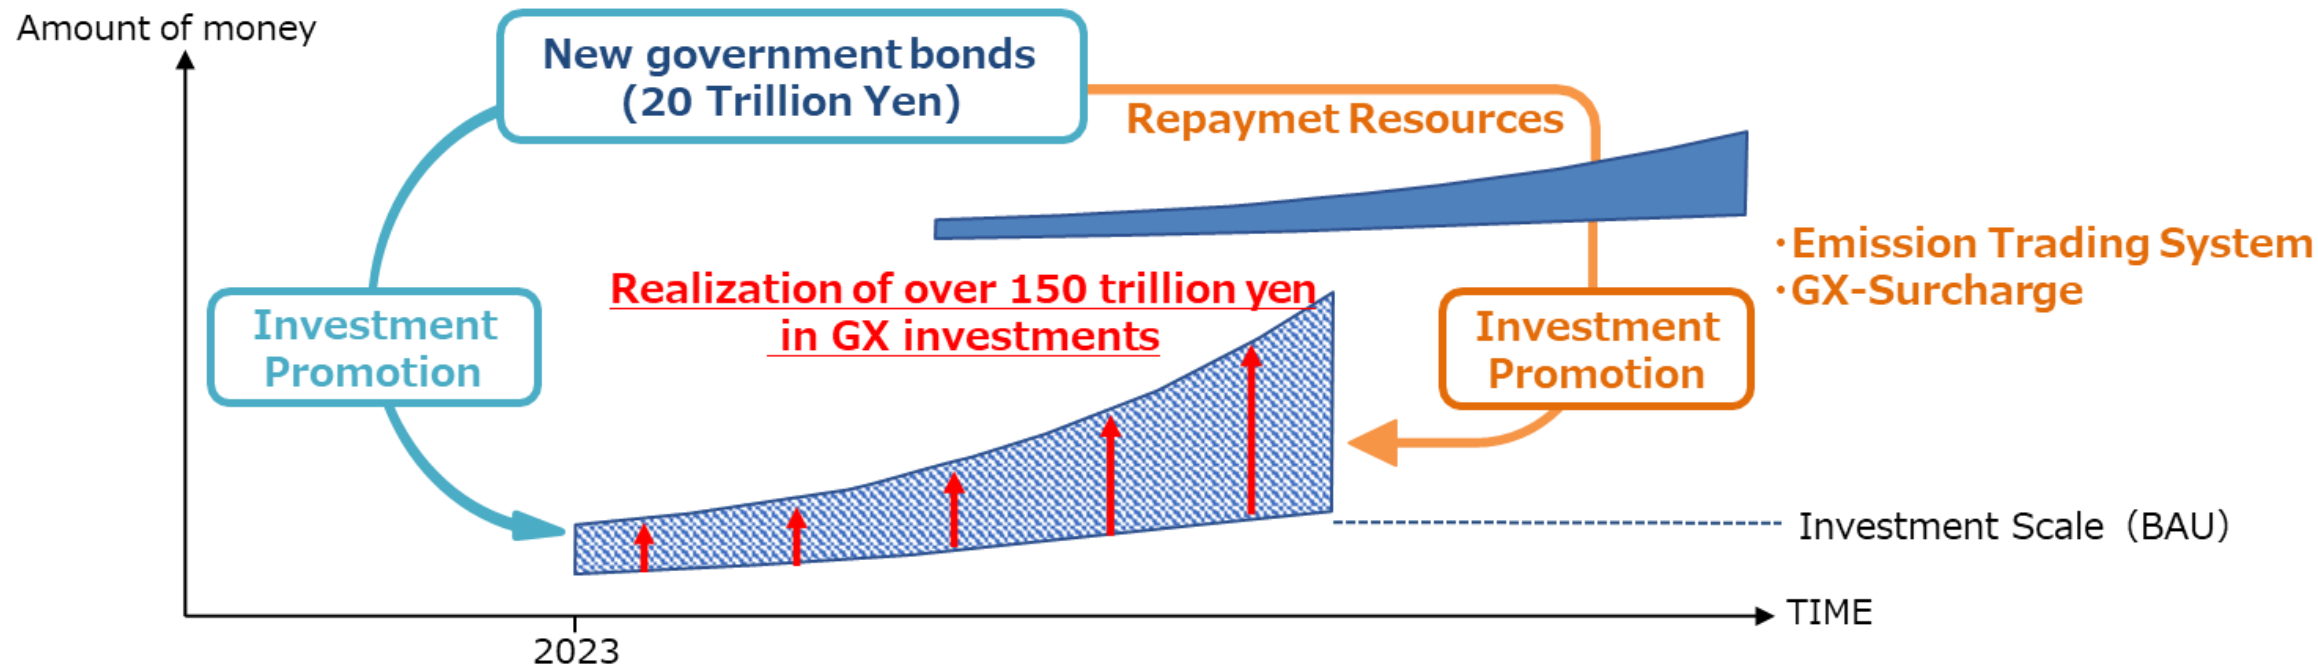 Amount of money
New government bonds
(20 Trillion Yen)
Repaymet Resources
・Emission Trading System
・GX-Surcharge
Realization of over 150 trillion yen
in GX investments
Investment
Promotion
Investment
Promotion
Investment Scale（BAU）
TIME
2023